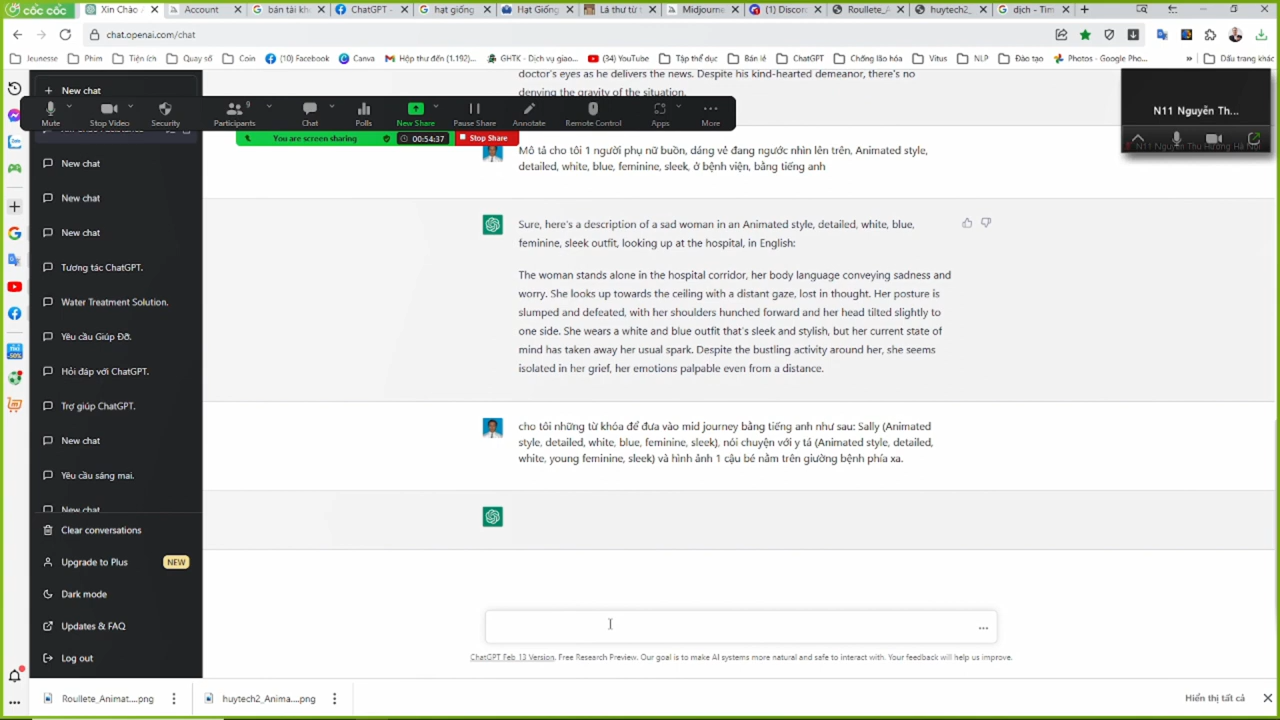 cốc cốc
Xin Chào A
Account
bán tài kh
ChatGPT -
hạt giống
Hạt Giống
Lá thư từ t
Midjourne
(1) Discor
Roullete_A
huytech2_
dịch - Tìm
chat.openai.com/chat
Jeunesse
Phim
Tiện ích
Quay số
Coin
(10) Facebook
Canva
Hộp thư đến (1.192)...
GHTK - Dịch vụ giao...
(34) YouTube
Tập thể dục
Bán lẻ
ChatGPT
Chống lão hóa
Vitus
NLP
Đào tạo
Photos - Google Pho...
»
Dấu trang khác
New chat
doctor's eyes as he delivers the news. Despite his kind-hearted demeanor, there's no
denying the gravity of the situation.
Mute
Stop Video
Security
Participants
9
Chat
Polls
New Share
Pause Share
Annotate
Remote Control
Apps
More
You are screen sharing
00:54:37
Stop Share
N11 Nguyễn Th...
N11 Nguyễn Thu Hường Hà Nội
New chat
New chat
New chat
Tương tác ChatGPT.
Water Treatment Solution.
Yêu cầu Giúp Đỡ.
Hỏi đáp với ChatGPT.
Trợ giúp ChatGPT.
New chat
Yêu cầu sáng mai.
New chat
Clear conversations
Upgrade to Plus
NEW
Dark mode
Updates & FAQ
Log out
Mô tả cho tôi 1 người phụ nữ buồn, dáng vẻ đang ngước nhìn lên trên, Animated style,
detailed, white, blue, feminine, sleek, ở bệnh viện, bằng tiếng anh
Sure, here's a description of a sad woman in an Animated style, detailed, white, blue,
feminine, sleek outfit, looking up at the hospital, in English:
The woman stands alone in the hospital corridor, her body language conveying sadness and
worry. She looks up towards the ceiling with a distant gaze, lost in thought. Her posture is
slumped and defeated, with her shoulders hunched forward and her head tilted slightly to
one side. She wears a white and blue outfit that's sleek and stylish, but her current state of
mind has taken away her usual spark. Despite the bustling activity around her, she seems
isolated in her grief, her emotions palpable even from a distance.
cho tôi những từ khóa để đưa vào mid journey bằng tiếng anh như sau: Sally (Animated
style, detailed, white, blue, feminine, sleek), nói chuyện với y tá (Animated style, detailed,
white, young feminine, sleek) và hình ảnh 1 cậu bé nằm trên giường bệnh phía xa.
ChatGPT Feb 13 Version. Free Research Preview. Our goal is to make AI systems more natural and safe to interact with. Your feedback will help us improve.
Roullete_Animat....png
huytech2_Anima....png
Hiển thị tất cả